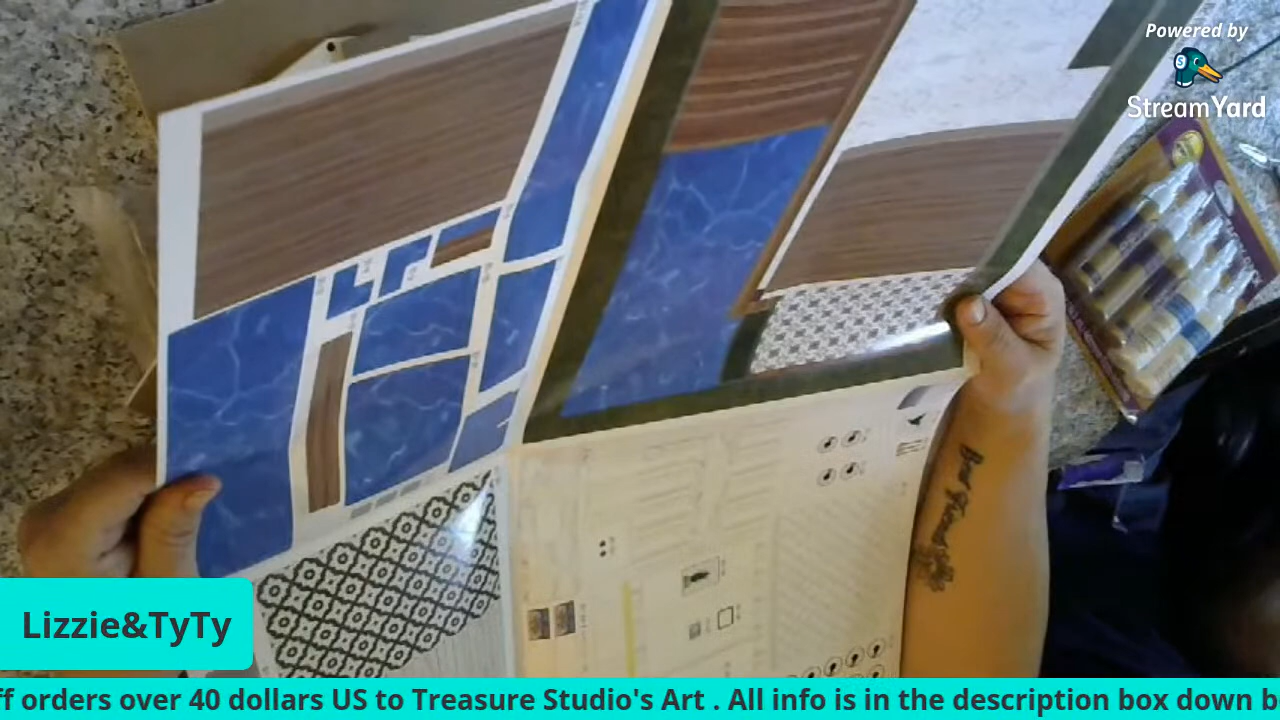 Powered by
StreamYard
Lizzie&TyTy
ff orders over 40 dollars US to Treasure Studio's Art . All info is in the description box down b